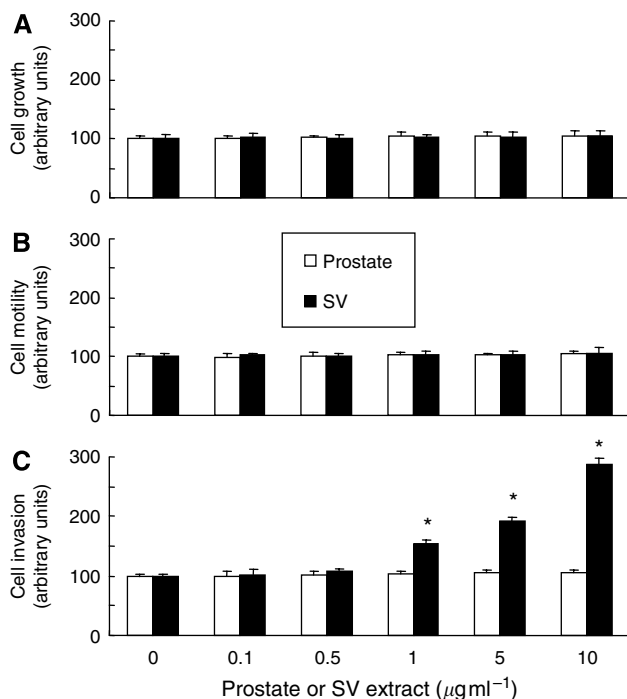 A
300
200
100
0
Cell growth
(arbitrary units)
B
300
200
100
0
Cell motility
(arbitrary units)
Prostate
SV
C
300
200
100
0
Cell invasion
(arbitrary units)
*
*
*
0 0.1 0.5 1 5 10
Prostate or SV extract (μg ml⁻¹)